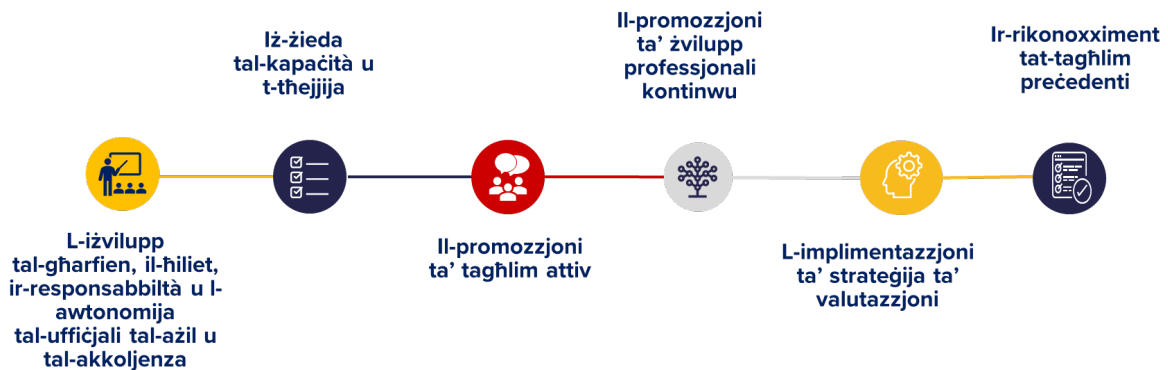 L-iżvilupp
tal-għarfien, il-ħiliet,
ir-responsabbiltà u l-
awtonomija
tal-uffiċjali tal-ażil u
tal-akkoljenza
Iż-żieda
tal-kapaċità u
t-tħejjija
Il-promozzjoni
ta’ tagħlim attiv
Il-promozzjoni
ta’ żvilupp
professjonali
kontinwu
L-implimentazzjoni
ta’ strateġija ta’
valutazzjoni
Ir-rikonoxximent
tat-tagħlim
preċedenti